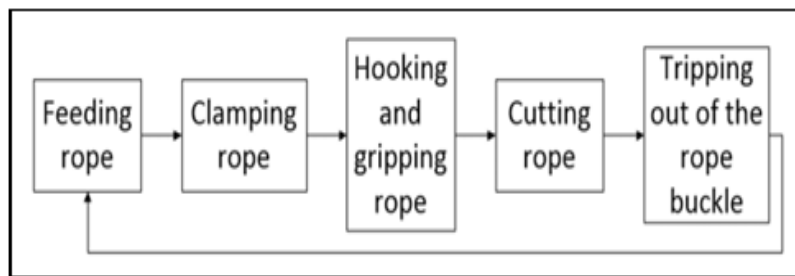 Feeding
rope
Clamping
rope
Hooking
and
gripping
rope
Cutting
rope
Tripping
out of the
rope
buckle